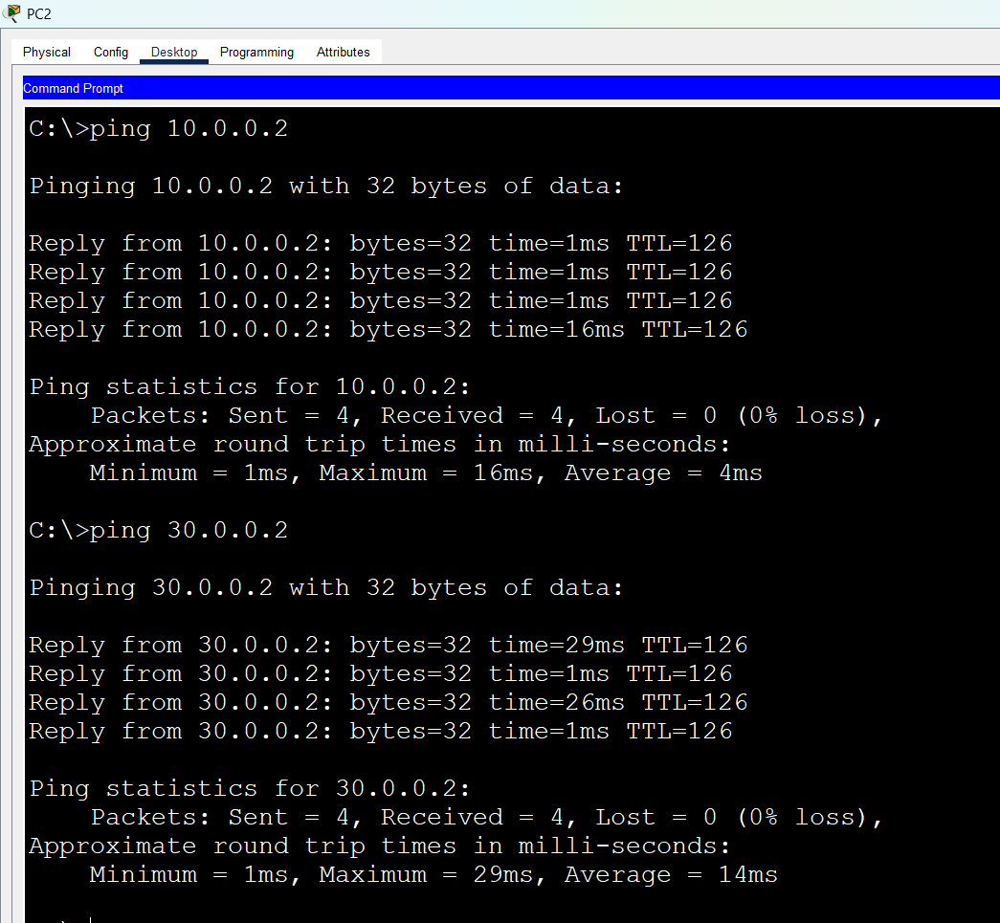 PC2
Physical Config Desktop Programming Attributes
Command Prompt
C:\>ping 10.0.0.2
Pinging 10.0.0.2 with 32 bytes of data:
Reply from 10.0.0.2: bytes=32 time=1ms TTL=126
Reply from 10.0.0.2: bytes=32 time=1ms TTL=126
Reply from 10.0.0.2: bytes=32 time=1ms TTL=126
Reply from 10.0.0.2: bytes=32 time=16ms TTL=126
Ping statistics for 10.0.0.2:
    Packets: Sent = 4, Received = 4, Lost = 0 (0% loss),
Approximate round trip times in milli-seconds:
    Minimum = 1ms, Maximum = 16ms, Average = 4ms
C:\>ping 30.0.0.2
Pinging 30.0.0.2 with 32 bytes of data:
Reply from 30.0.0.2: bytes=32 time=29ms TTL=126
Reply from 30.0.0.2: bytes=32 time=1ms TTL=126
Reply from 30.0.0.2: bytes=32 time=26ms TTL=126
Reply from 30.0.0.2: bytes=32 time=1ms TTL=126
Ping statistics for 30.0.0.2:
    Packets: Sent = 4, Received = 4, Lost = 0 (0% loss),
Approximate round trip times in milli-seconds:
    Minimum = 1ms, Maximum = 29ms, Average = 14ms